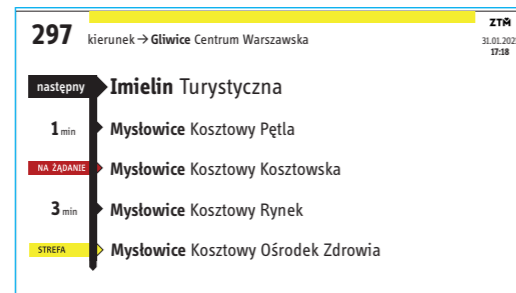 297 kierunek → Gliwice Centrum Warszawska
ZTM
31.01.202
17:18
następny Imielin Turystyczna
1 min Mysłowice Kosztowy Pętla
NA ŻĄDANIE Mysłowice Kosztowy Kosztowska
3 min Mysłowice Kosztowy Rynek
STREFA Mysłowice Kosztowy Ośrodek Zdrowia